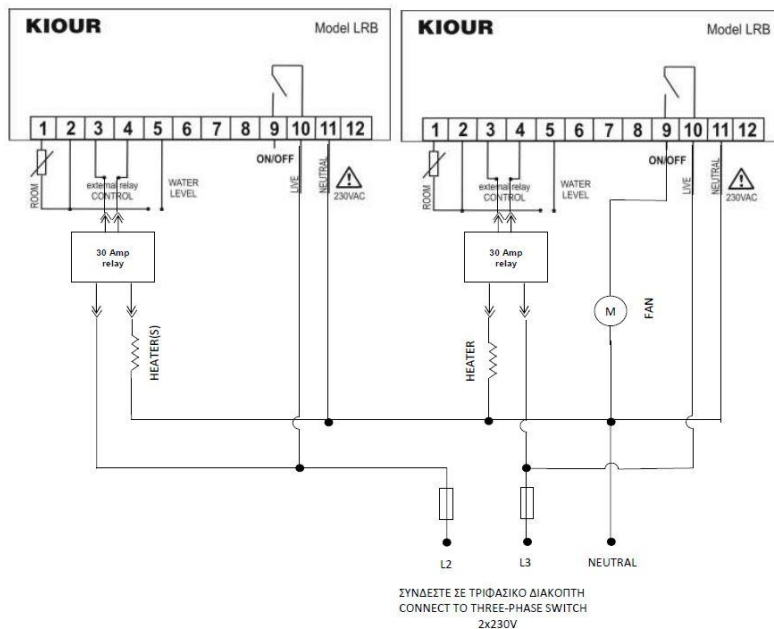 KIOUR Model LRB
1 2 3 4 5 6 7 8 9 10 11 12
ROOM
external relay
CONTROL
WATER
LEVEL
ON/OFF
LIVE
NEUTRAL
230VAC
30 Amp
relay
HEATER(S)
KIOUR Model LRB
1 2 3 4 5 6 7 8 9 10 11 12
ROOM
external relay
CONTROL
WATER
LEVEL
ON/OFF
LIVE
NEUTRAL
230VAC
30 Amp
relay
HEATER
M
FAN
L2 L3 NEUTRAL
ΣΥΝΔΕΣΤΕ ΣΕ ΤΡΙΦΑΣΙΚΟ ΔΙΑΚΟΠΤΗ
CONNECT TO THREE-PHASE SWITCH
2x230V